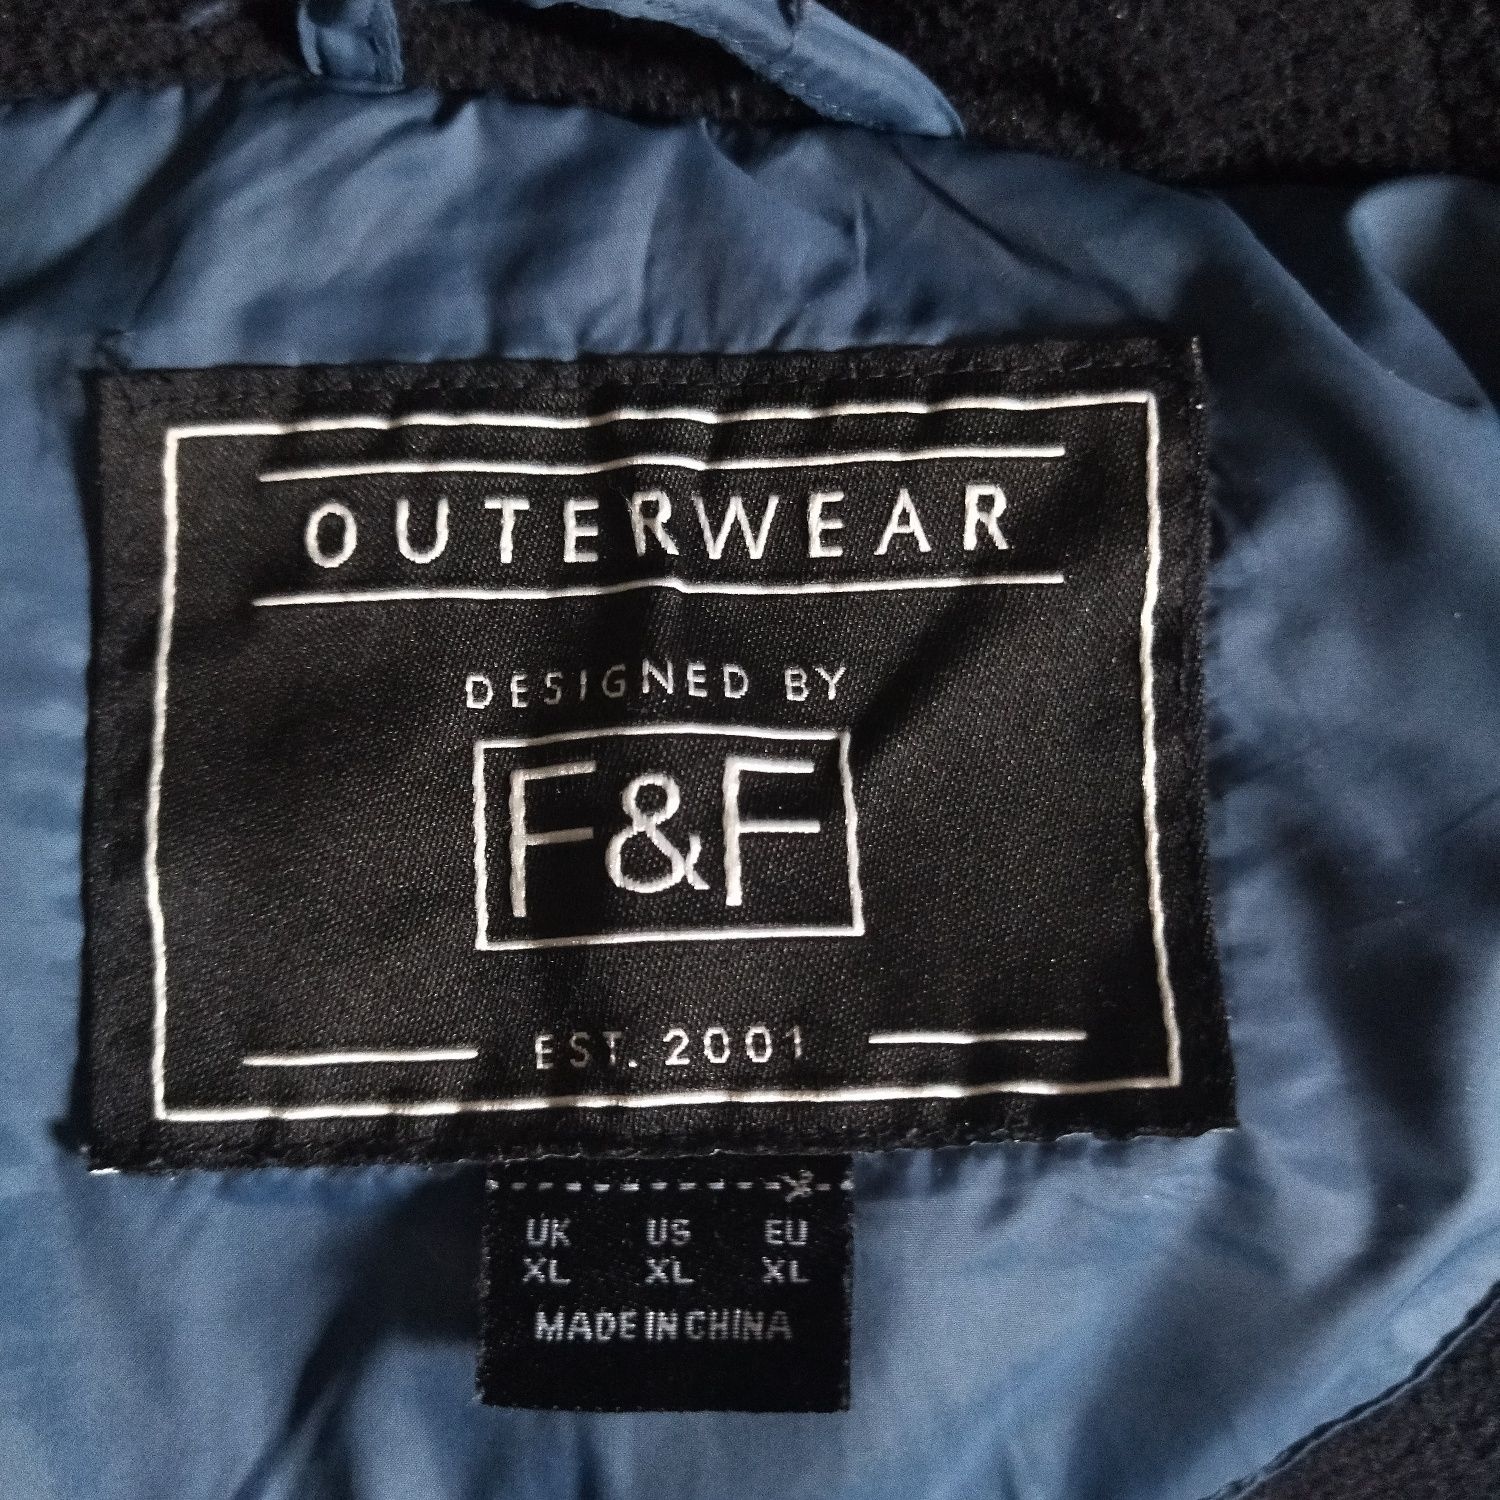 OUTERWEAR
DESIGNED BY
F&F
EST. 2001
UK US EU
XL XL XL
MADE IN CHINA